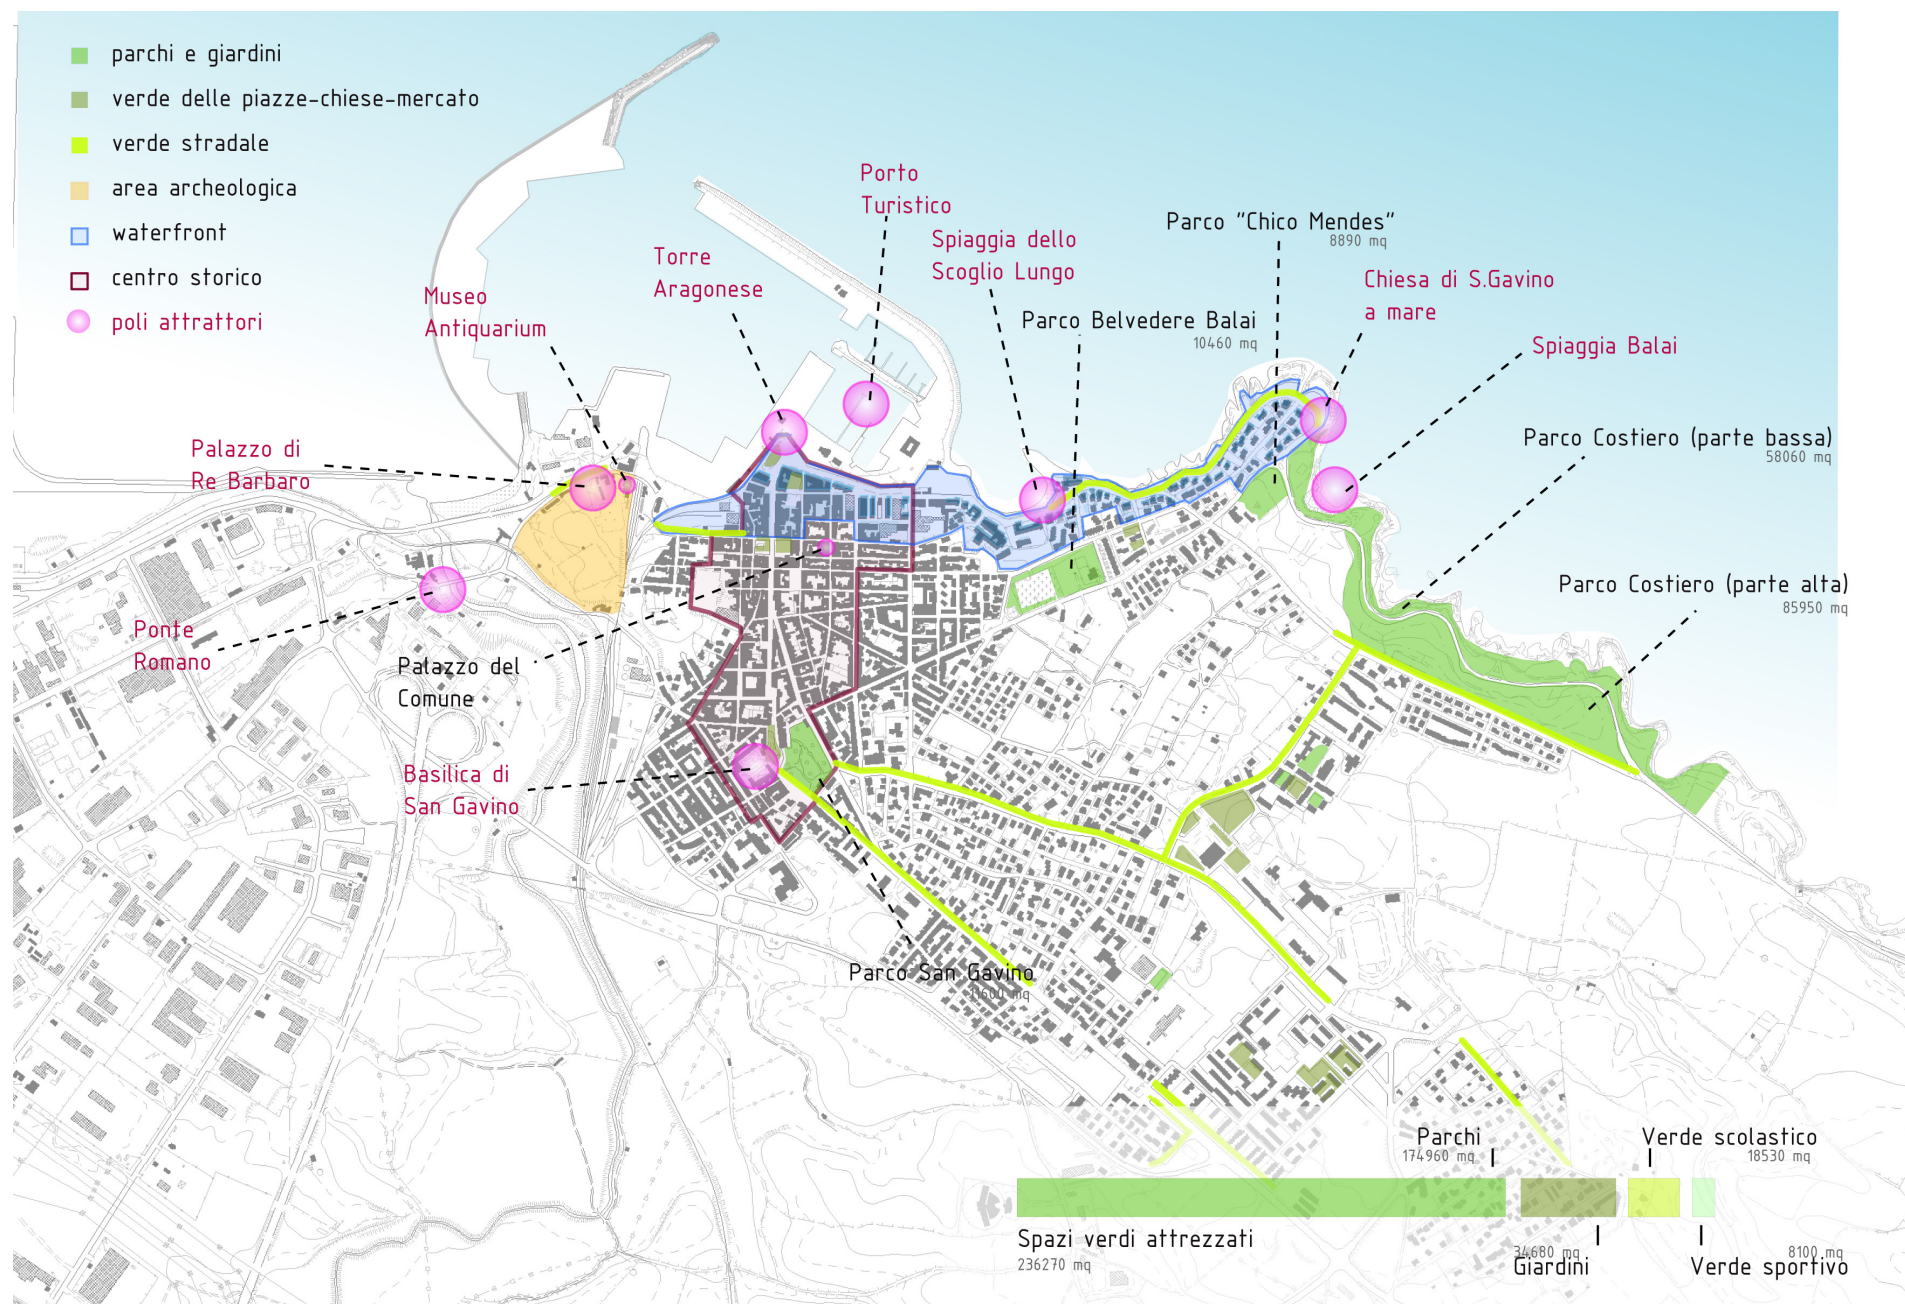 parchi e giardini
verde delle piazze-chiese-mercato
verde stradale
area archeologica
waterfront
centro storico
poli attrattori
Porto
Turistico
Spiaggia dello
Scoglio Lungo
Parco "Chico Mendes"
8890 mq
Torre
Aragonese
Chiesa di S.Gavino
a mare
Museo
Antiquarium
Parco Belvedere Balai
10460 mq
Spiaggia Balai
Palazzo di
Re Barbaro
Parco Costiero (parte bassa)
58060 mq
Parco Costiero (parte alta)
85950 mq
Ponte
Romano
Palazzo del
Comune
Basilica di
San Gavino
Parco San Gavino
11600 mq
Parchi
174960 mq
Verde scolastico
18530 mq
Spazi verdi attrezzati
236270 mq
34680 mq
Giardini
8100 mq
Verde sportivo